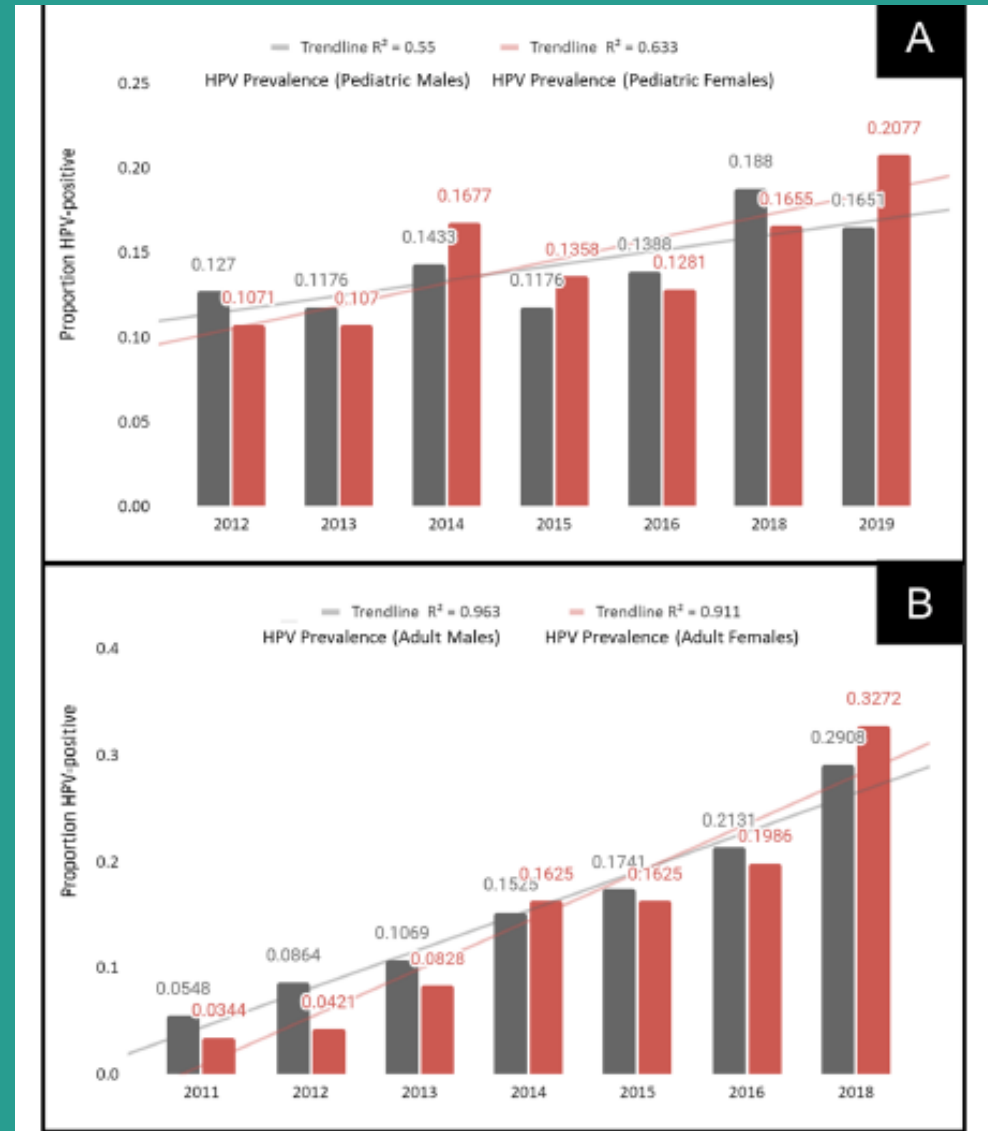 A
Trendline R² = 0.55 Trendline R² = 0.633
HPV Prevalence (Pediatric Males) HPV Prevalence (Pediatric Females)
Proportion HPV-positive
0.25
0.20
0.15
0.10
0.05
0.00
0.127 0.1071
0.1176 0.107
0.1433 0.1677
0.1176 0.1358
0.1388 0.1281
0.188 0.1655
0.1651 0.2077
2012 2013 2014 2015 2016 2018 2019
B
Trendline R² = 0.963 Trendline R² = 0.911
HPV Prevalence (Adult Males) HPV Prevalence (Adult Females)
Proportion HPV-positive
0.4
0.3
0.2
0.1
0.0
0.0548 0.0344
0.0864 0.0421
0.1069 0.0828
0.1525 0.1625
0.1741 0.1625
0.2131 0.1986
0.2908 0.3272
2011 2012 2013 2014 2015 2016 2018